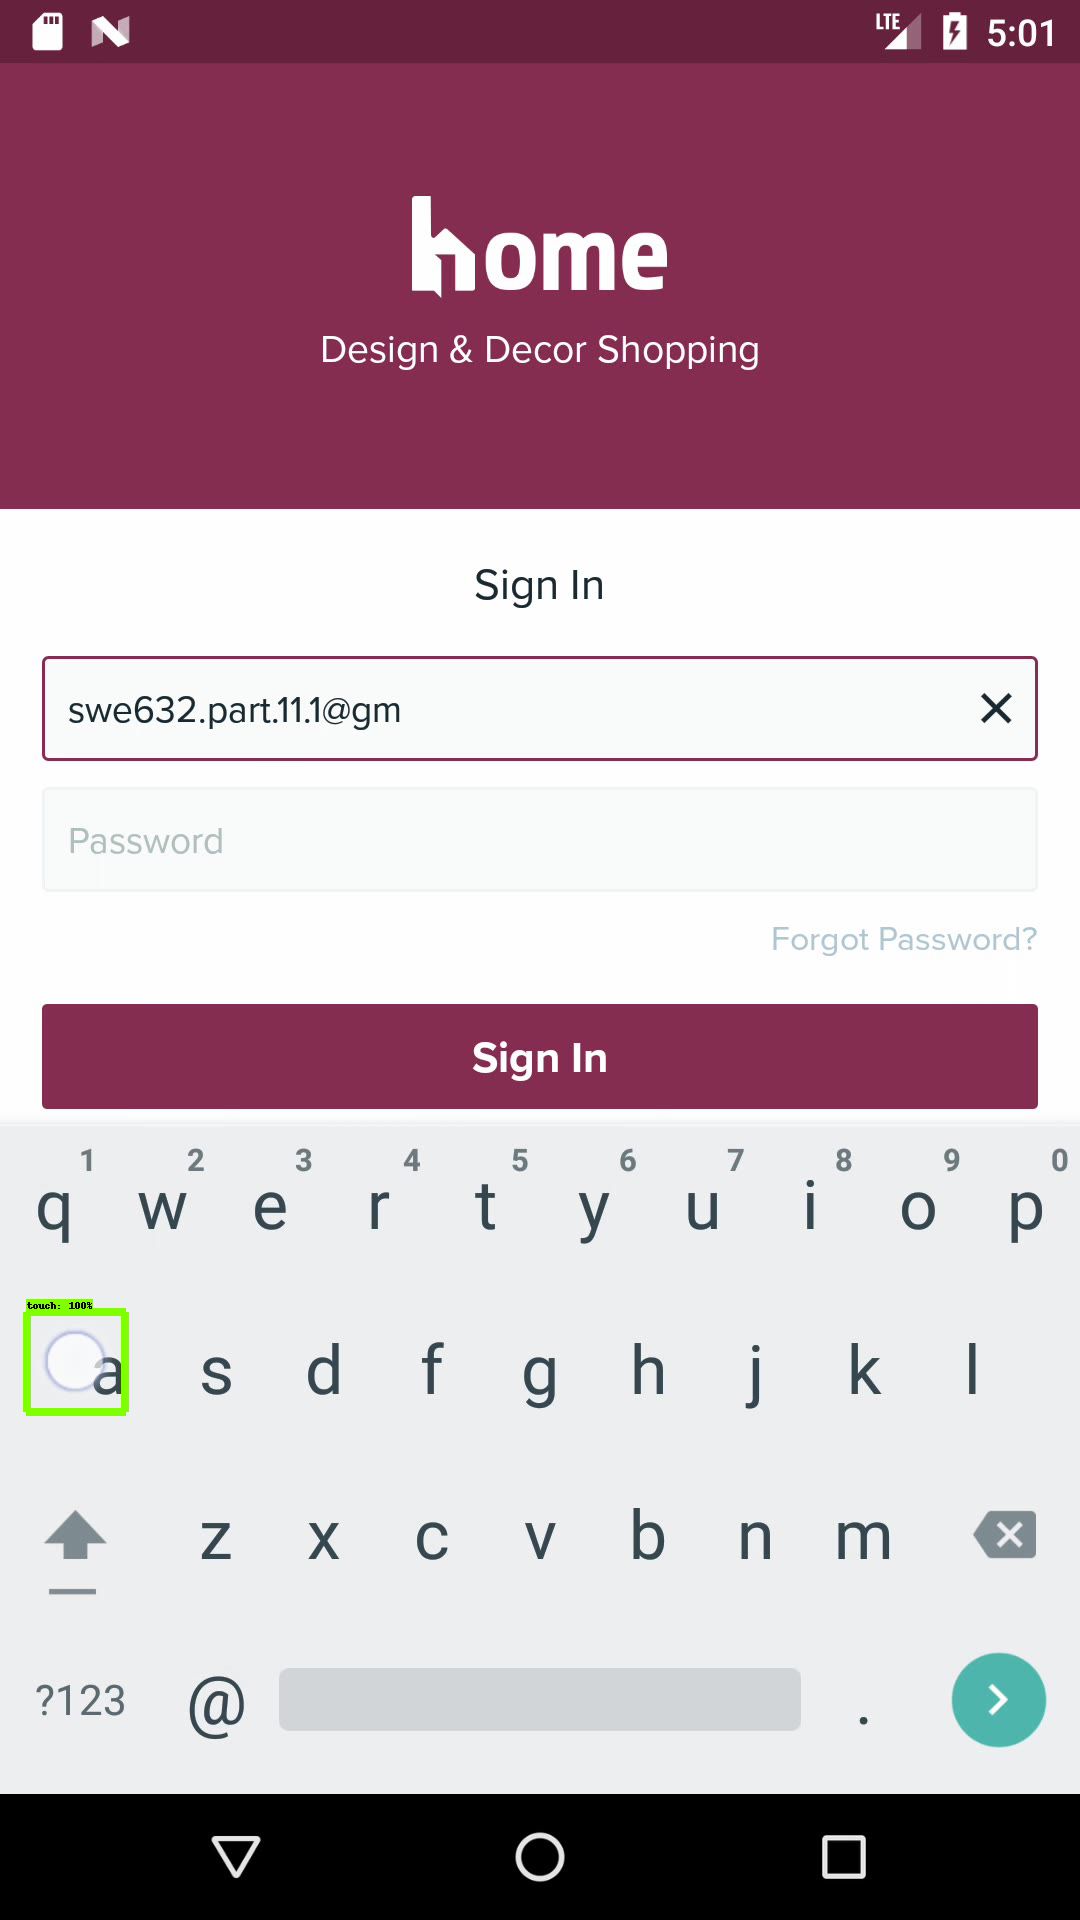 LTE 5:01
home
Design & Decor Shopping
Sign In
swe632.part.11.1@gm
Password
Forgot Password?
Sign In
1 2 3 4 5 6 7 8 9 0
q w e r t y u i o p
touch: 100%
a s d f g h j k l
z x c v b n m
?123 @ .